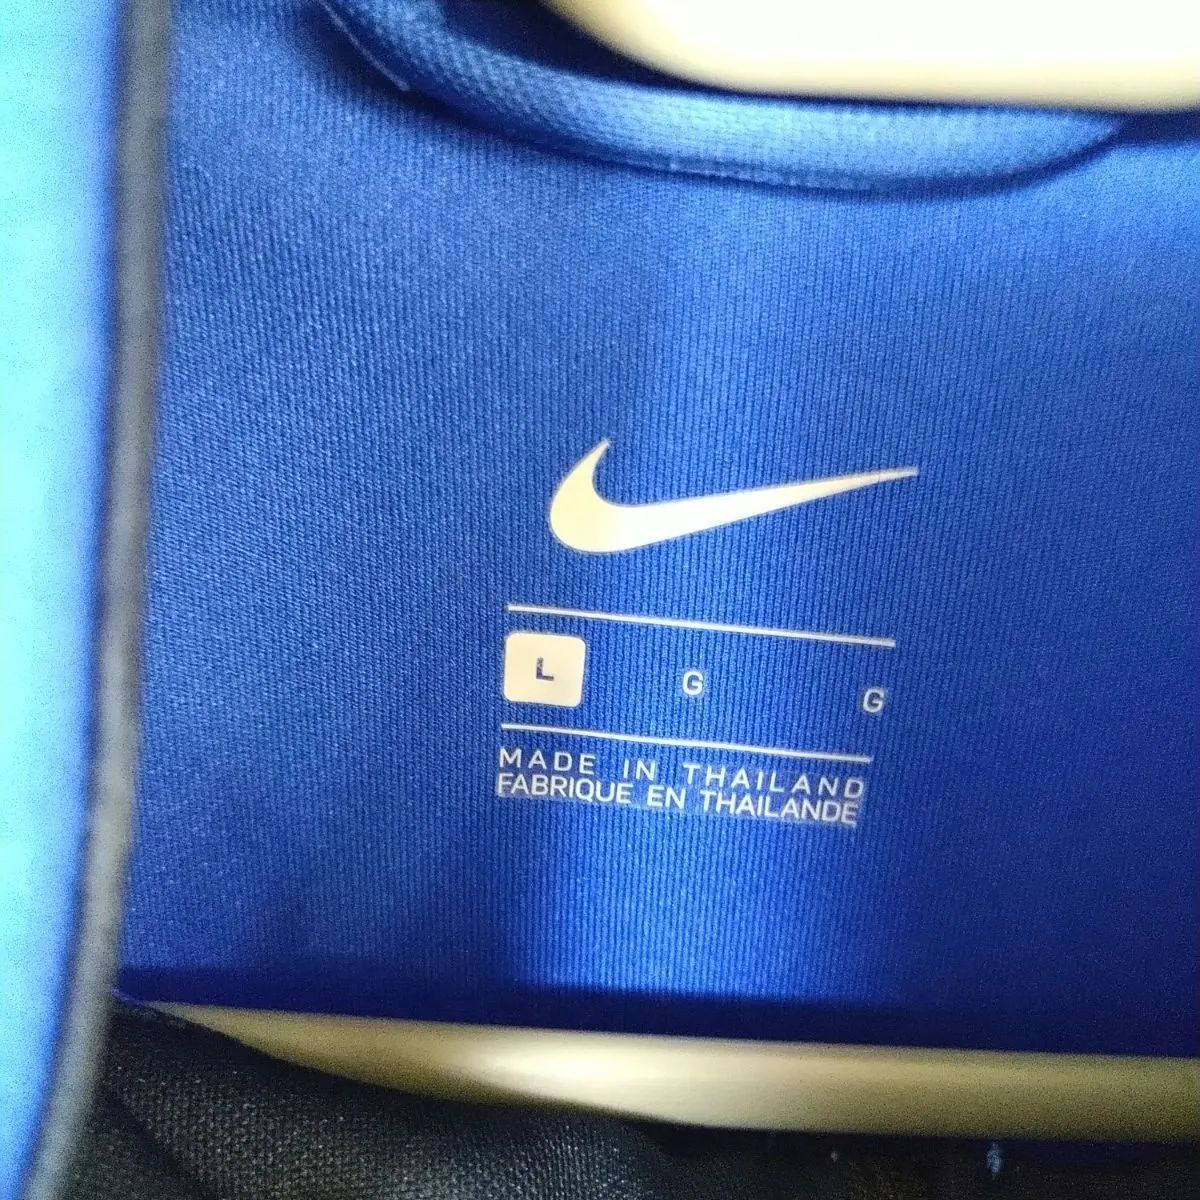 L G G
MADE IN THAILAND
FABRIQUE EN THAILANDE